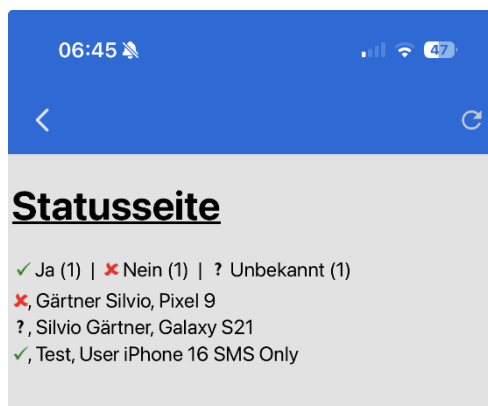 06:45
47
Statusseite
✓ Ja (1) | ✘ Nein (1) | ? Unbekannt (1)
✘, Gärtner Silvio, Pixel 9
?, Silvio Gärtner, Galaxy S21
✓, Test, User iPhone 16 SMS Only